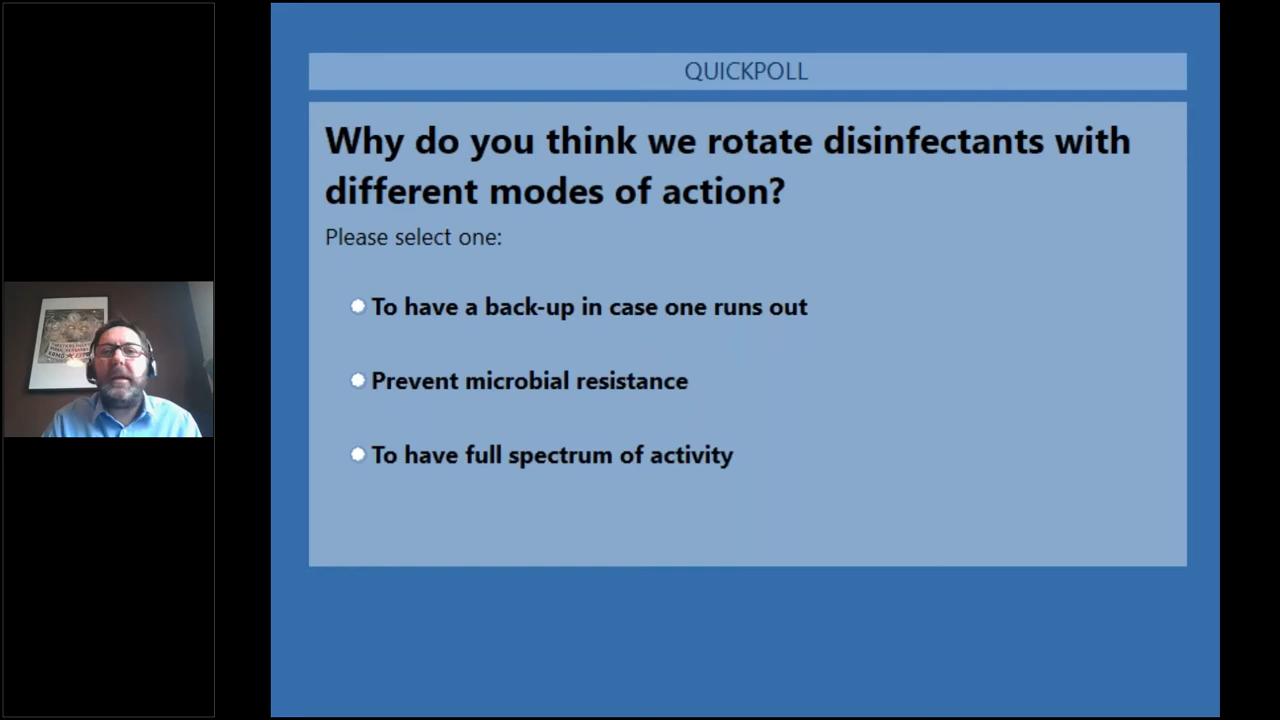 QUICKPOLL
Why do you think we rotate disinfectants with
different modes of action?
Please select one:
To have a back-up in case one runs out
Prevent microbial resistance
To have full spectrum of activity